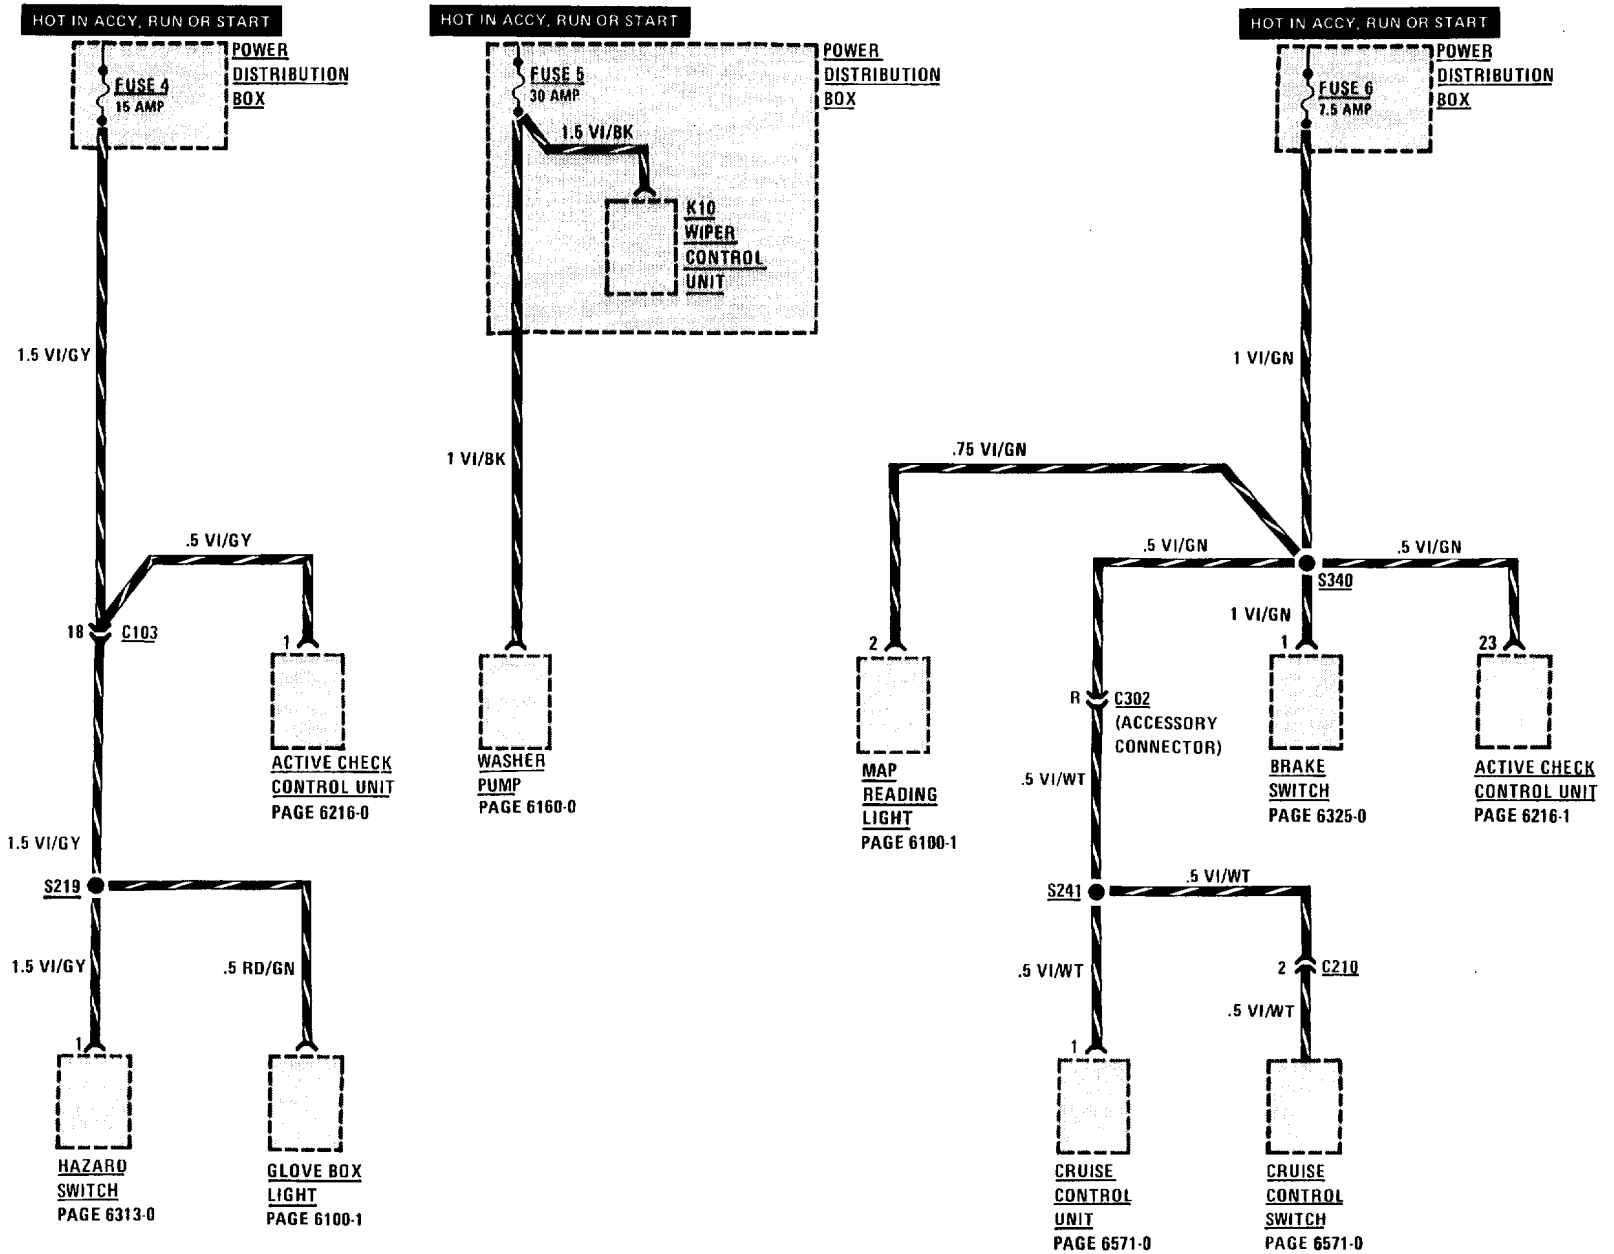 HOT IN ACCY, RUN OR START
POWER
DISTRIBUTION
BOX
FUSE 4
15 AMP
1.5 VI/GY
.5 VI/GY
18
C103
1
ACTIVE CHECK
CONTROL UNIT
PAGE 6216-0
1.5 VI/GY
S219
1.5 VI/GY
.5 RD/GN
1
HAZARD
SWITCH
PAGE 6313-0
GLOVE BOX
LIGHT
PAGE 6100-1
HOT IN ACCY, RUN OR START
POWER
DISTRIBUTION
BOX
FUSE 5
30 AMP
1.5 VI/BK
K10
WIPER
CONTROL
UNIT
1 VI/BK
WASHER
PUMP
PAGE 6160-0
HOT IN ACCY, RUN OR START
POWER
DISTRIBUTION
BOX
FUSE 6
7.5 AMP
1 VI/GN
.75 VI/GN
.5 VI/GN
.5 VI/GN
S340
1 VI/GN
2
MAP
READING
LIGHT
PAGE 6100-1
1
BRAKE
SWITCH
PAGE 6325-0
23
ACTIVE CHECK
CONTROL UNIT
PAGE 6216-1
R
C302
(ACCESSORY
CONNECTOR)
.5 VI/WT
S241
.5 VI/WT
.5 VI/WT
2
C210
.5 VI/WT
1
CRUISE
CONTROL
UNIT
PAGE 6571-0
CRUISE
CONTROL
SWITCH
PAGE 6571-0